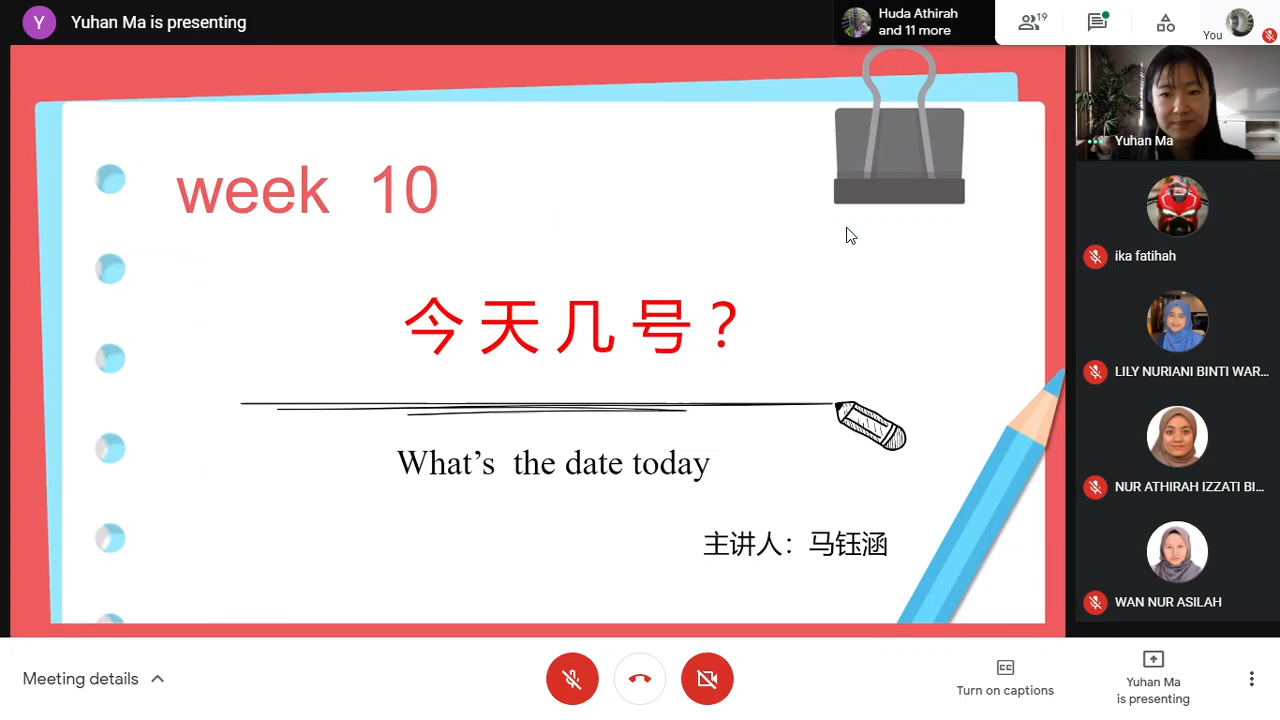 Y
Yuhan Ma is presenting
Huda Athirah
and 11 more
19
You
week 10
今天几号？
What's the date today
主讲人：马钰涵
Yuhan Ma
ika fatihah
LILY NURIANI BINTI WAR...
NUR ATHIRAH IZZATI BI...
WAN NUR ASILAH
Meeting details
CC
Turn on captions
Yuhan Ma
is presenting